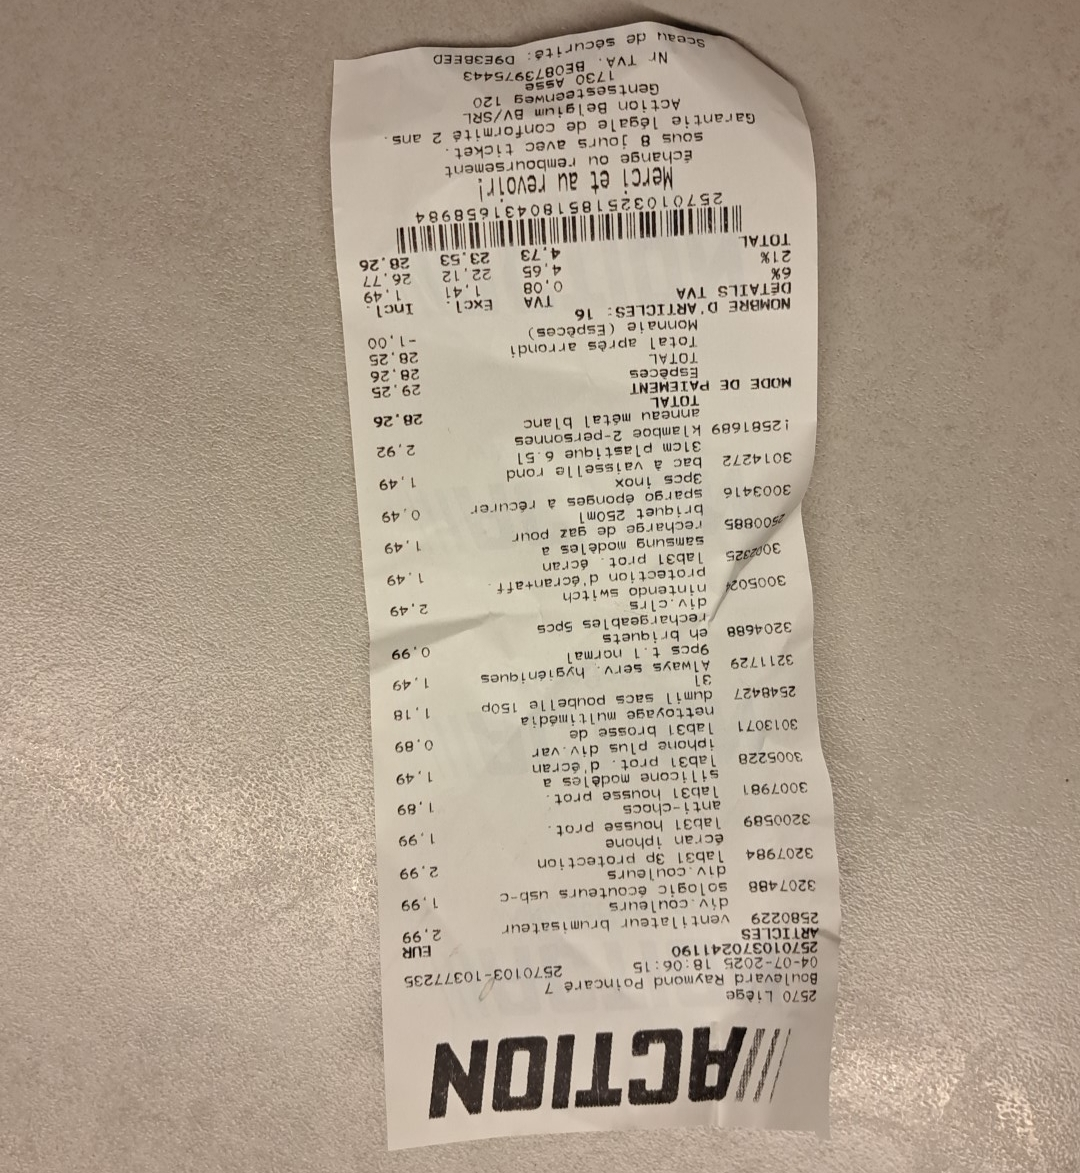 ACTION
2570 Liège
Boulevard Raymond Poincaré 7
04-07-2025 18:06:15 2570103-10377235
257010370241190
ARTICLES EUR
2580229 ventilateur brumisateur 2,99
div.couleurs
3207488 sologic écouteurs usb-c 1,99
div.couleurs
3207984 lab31 3p protection 2,99
écran iphone
3200589 lab31 housse prot. 1,99
anti-chocs
3007981 lab31 housse prot. 1,89
silicone modèles a
3005228 lab31 prot. d'écran 1,49
iphone plus div.var
3013071 lab31 brosse de 0,89
nettoyage multimédia
2548427 dumil sacs poubelle 150p 1,18
3l
3211729 Always serv. hygiéniques 1,49
9pcs t.1 normal
3204688 eh briquets 0,99
rechargeables 5pcs
div.clrs
3005024 nintendo switch 2,49
protection d'écran+aff.
3002325 lab31 prot. écran 1,49
samsung modèles a
2500885 recharge de gaz pour 1,49
briquet 250ml
3003416 spargo éponges à récurer 0,49
3pcs inox
3014272 bac à vaisselle rond 1,49
31cm plastique 6.5l
!2581689 klamboe 2-personnes 2,92
anneau métal blanc
TOTAL 28,26
MODE DE PAIEMENT
Espèces 29,25
TOTAL 28,26
Total après arrondi 28,25
Monnaie (Espèces) -1,00
NOMBRE D'ARTICLES: 16
DÉTAILS TVA TVA Excl. Incl.
6% 0,08 1,41 1,49
21% 4,65 22,12 26,77
TOTAL 4,73 23,53 28,26
257010325185180431658984
Merci et au revoir!
Échange ou remboursement
sous 8 jours avec ticket.
Garantie légale de conformité 2 ans.
Action Belgium BV/SRL
Gentsesteenweg 120
1730 Asse
Nr TVA. BE0873975443
Sceau de sécurité: D9E3BEED